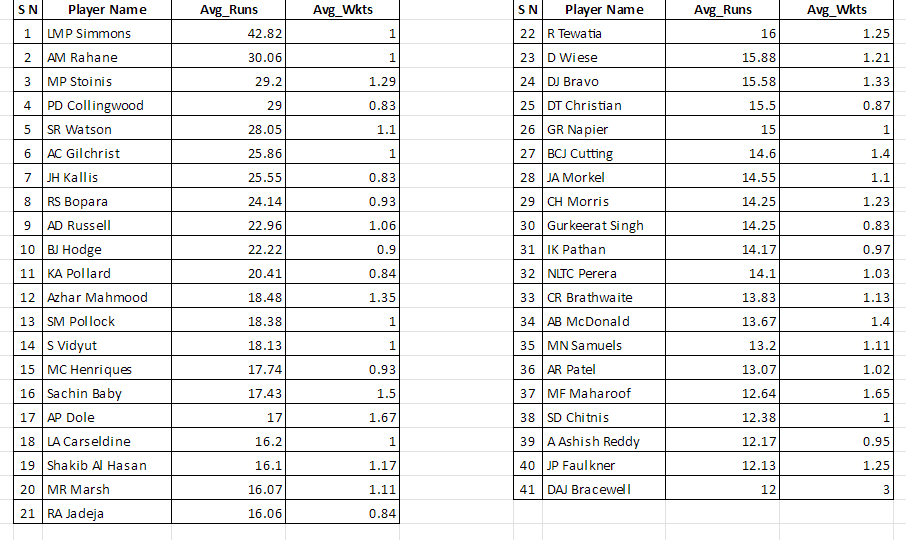 S N Player Name Avg_Runs Avg_Wkts
1 LMP Simmons 42.82 1
2 AM Rahane 30.06 1
3 MP Stoinis 29.2 1.29
4 PD Collingwood 29 0.83
5 SR Watson 28.05 1.1
6 AC Gilchrist 25.86 1
7 JH Kallis 25.55 0.83
8 RS Bopara 24.14 0.93
9 AD Russell 22.96 1.06
10 BJ Hodge 22.22 0.9
11 KA Pollard 20.41 0.84
12 Azhar Mahmood 18.48 1.35
13 SM Pollock 18.38 1
14 S Vidyut 18.13 1
15 MC Henriques 17.74 0.93
16 Sachin Baby 17.43 1.5
17 AP Dole 17 1.67
18 LA Carseldine 16.2 1
19 Shakib Al Hasan 16.1 1.17
20 MR Marsh 16.07 1.11
21 RA Jadeja 16.06 0.84
S N Player Name Avg_Runs Avg_Wkts
22 R Tewatia 16 1.25
23 D Wiese 15.88 1.21
24 DJ Bravo 15.58 1.33
25 DT Christian 15.5 0.87
26 GR Napier 15 1
27 BCJ Cutting 14.6 1.4
28 JA Morkel 14.55 1.1
29 CH Morris 14.25 1.23
30 Gurkeerat Singh 14.25 0.83
31 IK Pathan 14.17 0.97
32 NLTC Perera 14.1 1.03
33 CR Brathwaite 13.83 1.13
34 AB McDonald 13.67 1.4
35 MN Samuels 13.2 1.11
36 AR Patel 13.07 1.02
37 MF Maharoof 12.64 1.65
38 SD Chitnis 12.38 1
39 A Ashish Reddy 12.17 0.95
40 JP Faulkner 12.13 1.25
41 DAJ Bracewell 12 3